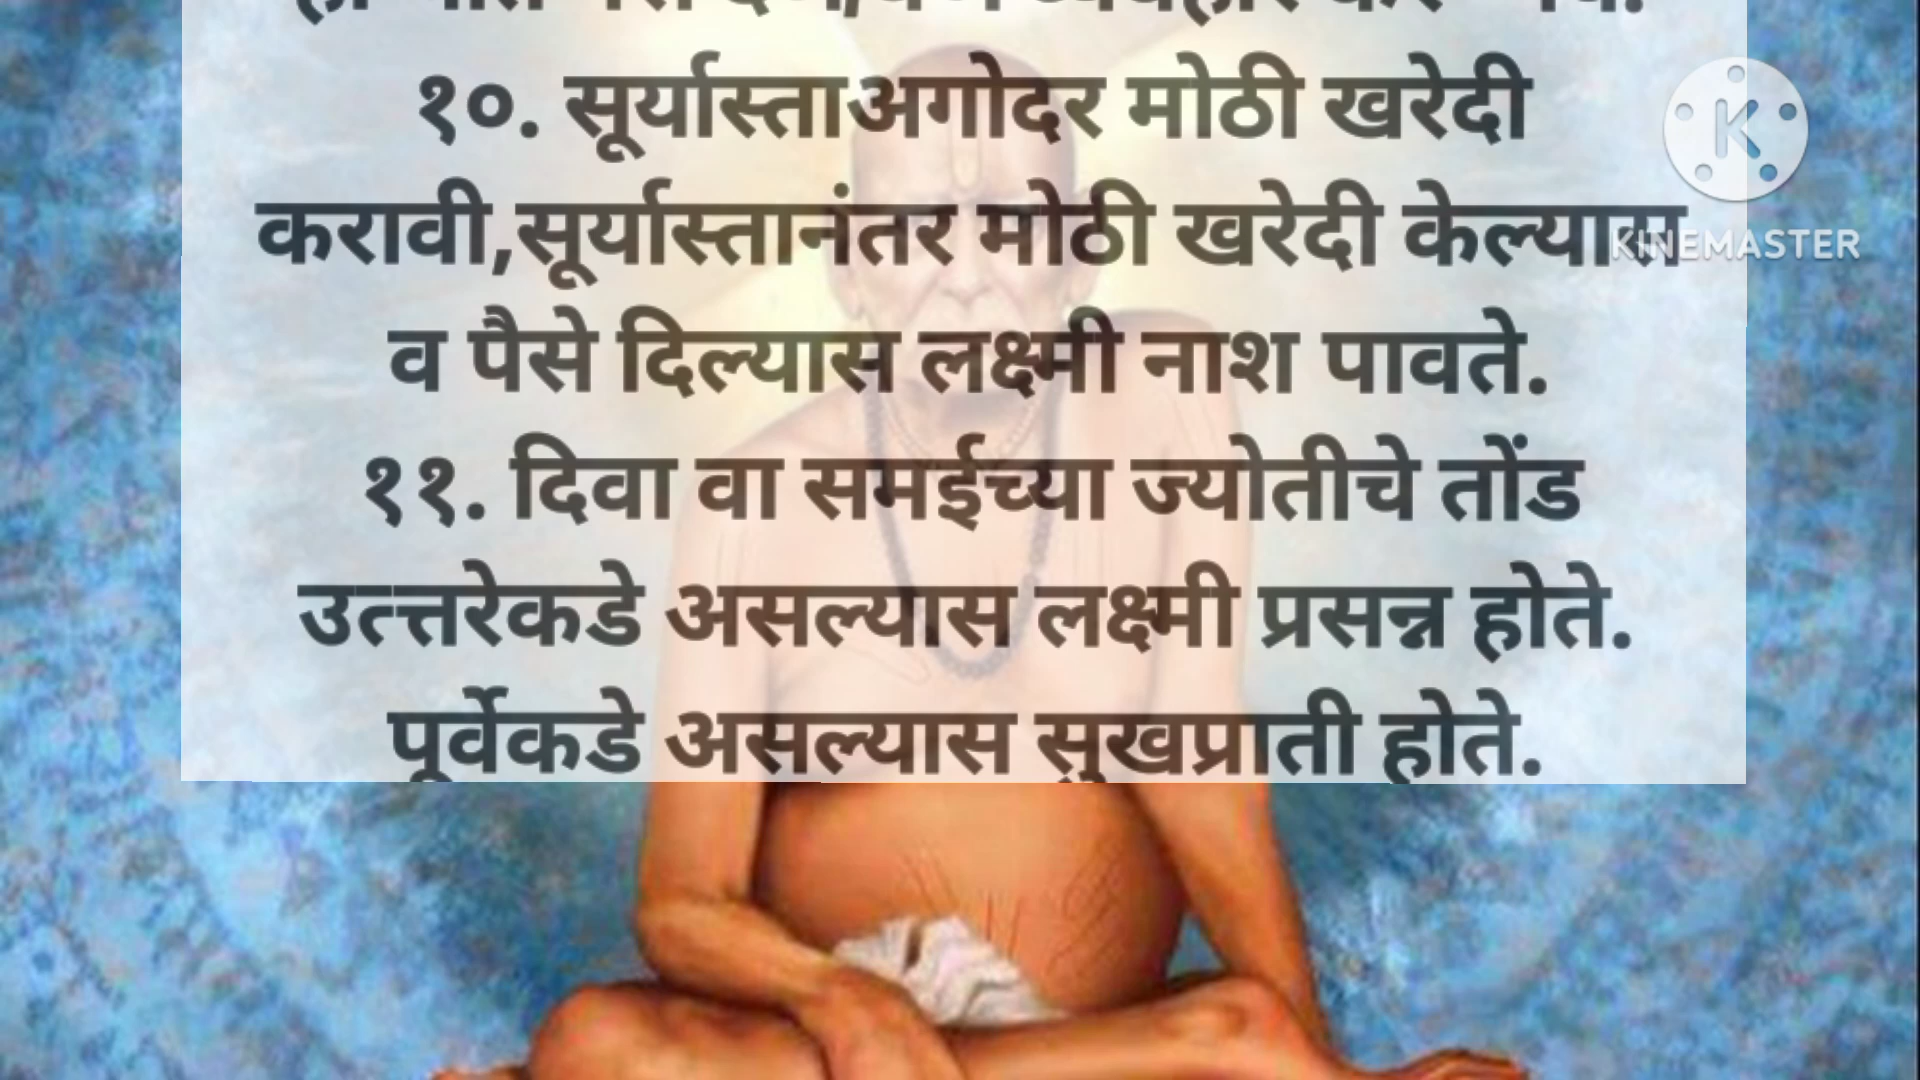 १०. सूर्यास्ताअगोदर मोठी खरेदी
करावी,सूर्यास्तानंतर मोठी खरेदी केल्यास
व पैसे दिल्यास लक्ष्मी नाश पावते.
११. दिवा वा समईच्या ज्योतीचे तोंड
उत्त्तरेकडे असल्यास लक्ष्मी प्रसन्न होते.
पूर्वेकडे असल्यास सुखप्राती होते.
K
KINEMASTER